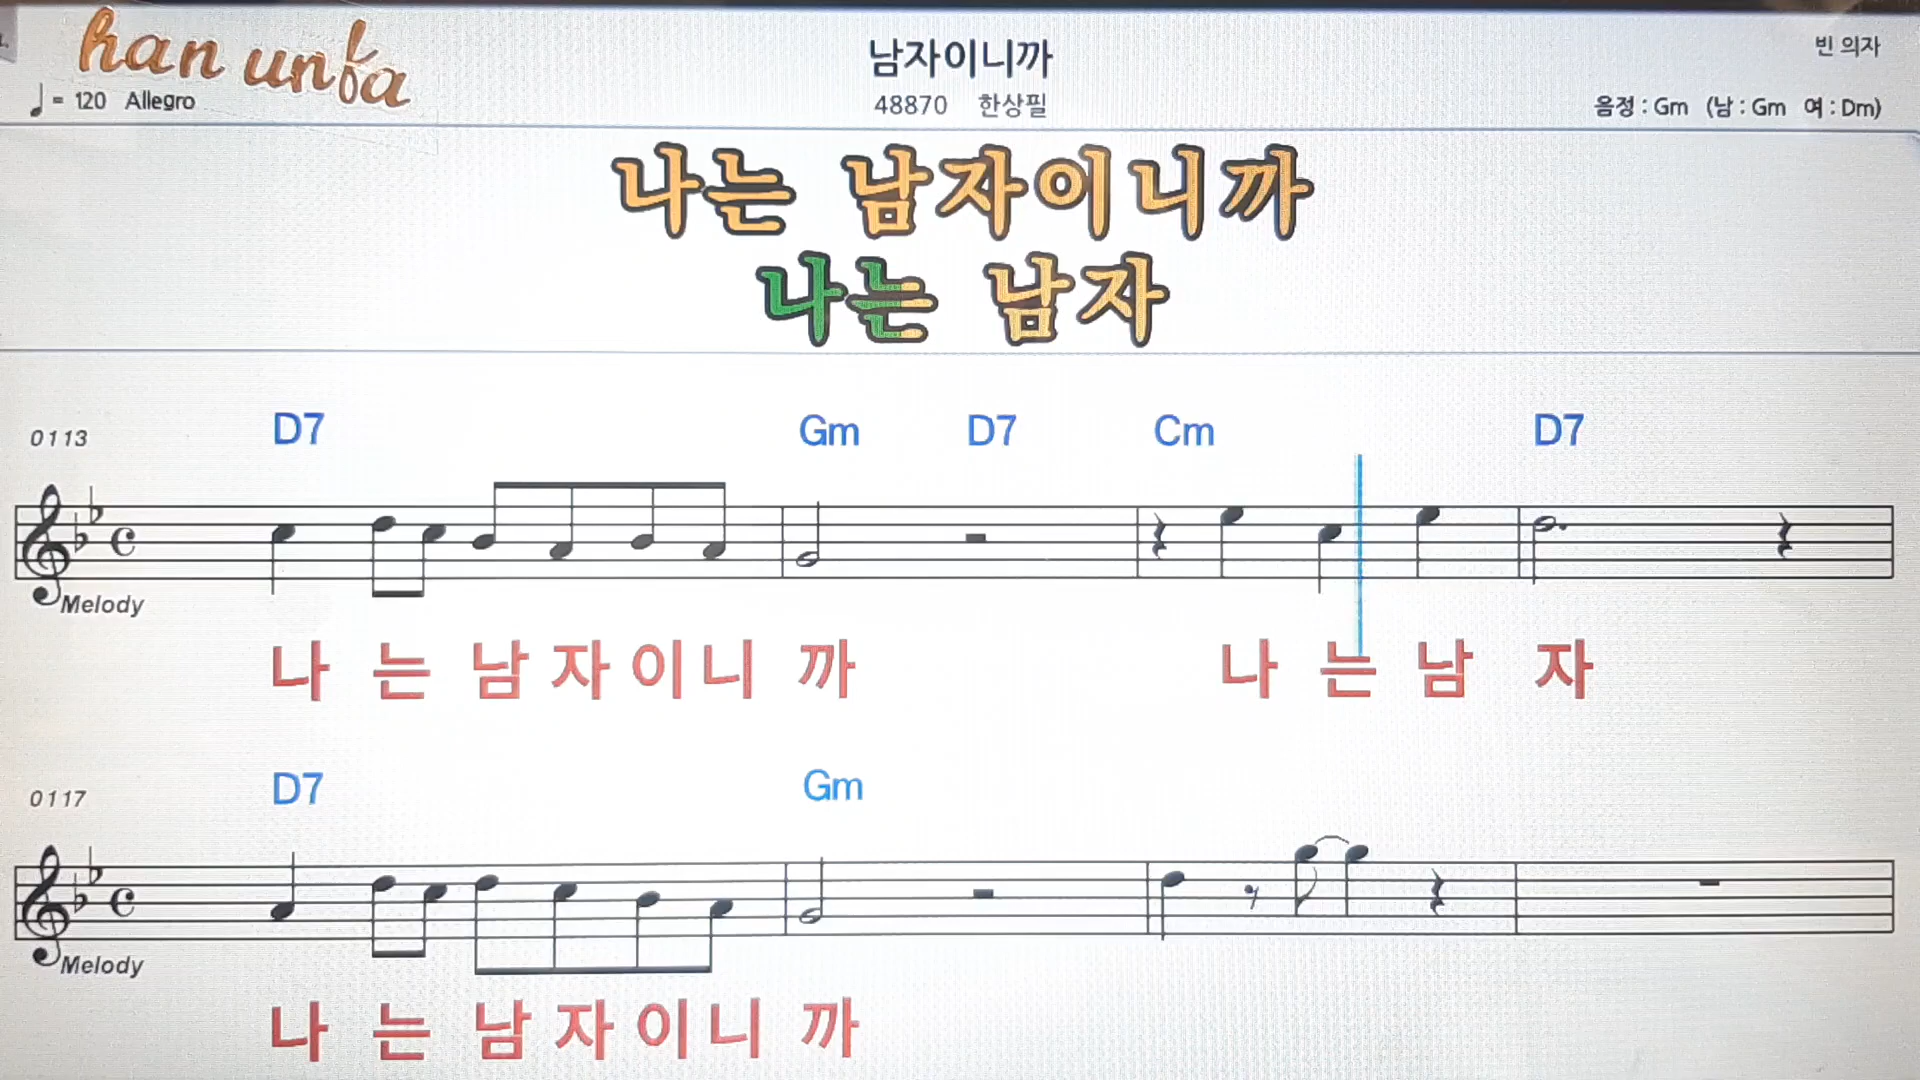 han unfa
♩= 120 Allegro
남자이니까
48870 한상필
빈 의자
음정 : Gm (남 : Gm 여 : Dm)
나는 남자이니까
나는 남자
0113
D7 Gm D7 Cm D7
Melody
나 는 남 자 이 니 까 나 는 남 자
0117
D7 Gm
Melody
나 는 남 자 이 니 까